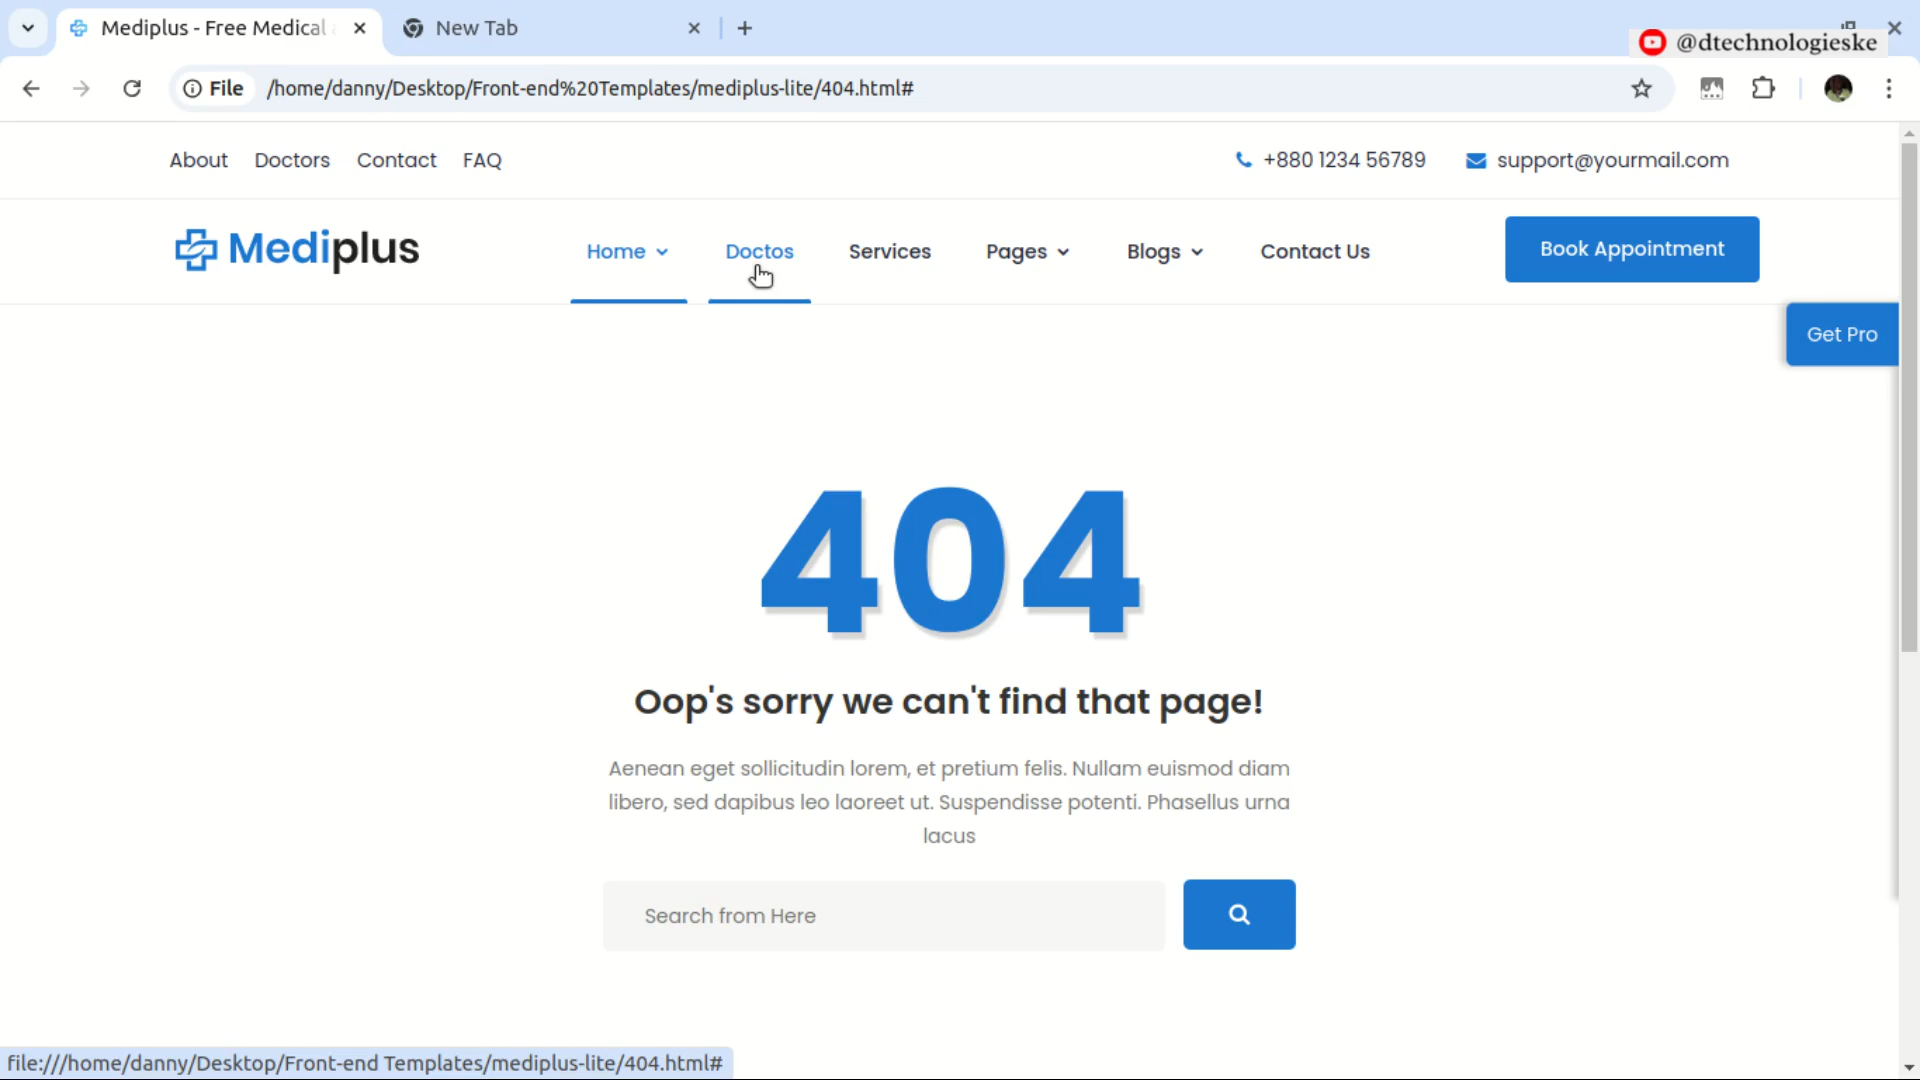 Mediplus - Free Medical
New Tab
@dtechnologieske
File /home/danny/Desktop/Front-end%20Templates/mediplus-lite/404.html#
About Doctors Contact FAQ +880 1234 56789 support@yourmail.com
Mediplus Home Doctos Services Pages Blogs Contact Us Book Appointment
Get Pro
404
Oop's sorry we can't find that page!
Aenean eget sollicitudin lorem, et pretium felis. Nullam euismod diam
libero, sed dapibus leo laoreet ut. Suspendisse potenti. Phasellus urna
lacus
Search from Here
file:///home/danny/Desktop/Front-end Templates/mediplus-lite/404.html#